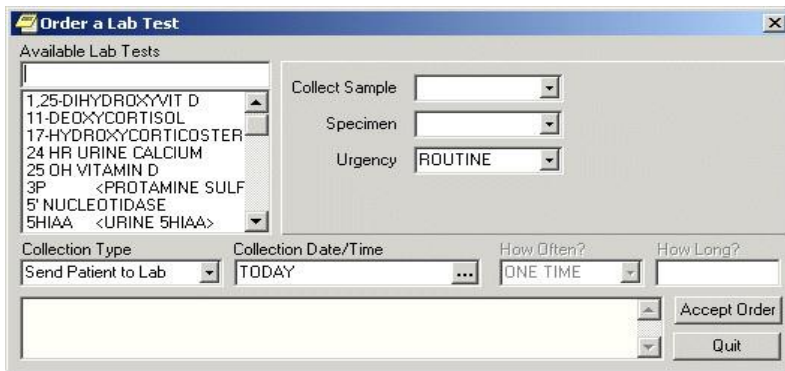 Order a Lab Test
Available Lab Tests
1,25-DIHYDROXYVIT D
11-DEOXYCORTISOL
17-HYDROXYCORTICOSTER
24 HR URINE CALCIUM
25 OH VITAMIN D
3P <PROTAMINE SULF
5' NUCLEOTIDASE
5HIAA <URINE 5HIAA>
Collect Sample
Specimen
Urgency ROUTINE
Collection Type Collection Date/Time How Often? How Long?
Send Patient to Lab TODAY ... ONE TIME
Accept Order
Quit